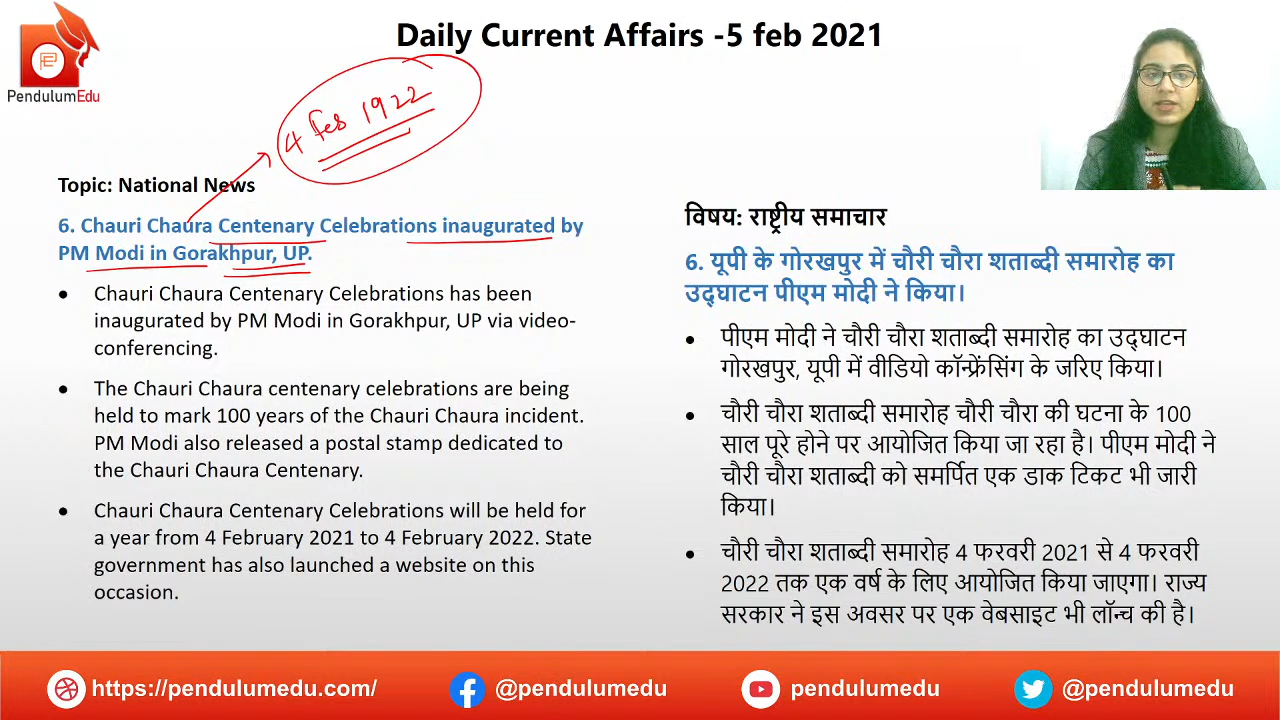 Daily Current Affairs -5 feb 2021
PendulumEdu
4 Feb 1922
Topic: National News
6. Chauri Chaura Centenary Celebrations inaugurated by
PM Modi in Gorakhpur, UP.
● Chauri Chaura Centenary Celebrations has been
inaugurated by PM Modi in Gorakhpur, UP via video-
conferencing.
● The Chauri Chaura centenary celebrations are being
held to mark 100 years of the Chauri Chaura incident.
PM Modi also released a postal stamp dedicated to
the Chauri Chaura Centenary.
● Chauri Chaura Centenary Celebrations will be held for
a year from 4 February 2021 to 4 February 2022. State
government has also launched a website on this
occasion.
विषय: राष्ट्रीय समाचार
6. यूपी के गोरखपुर में चौरी चौरा शताब्दी समारोह का
उद्घाटन पीएम मोदी ने किया।
● पीएम मोदी ने चौरी चौरा शताब्दी समारोह का उद्घाटन
गोरखपुर, यूपी में वीडियो कॉन्फ्रेंसिंग के जरिए किया।
● चौरी चौरा शताब्दी समारोह चौरी चौरा की घटना के 100
साल पूरे होने पर आयोजित किया जा रहा है। पीएम मोदी ने
चौरी चौरा शताब्दी को समर्पित एक डाक टिकट भी जारी
किया।
● चौरी चौरा शताब्दी समारोह 4 फरवरी 2021 से 4 फरवरी
2022 तक एक वर्ष के लिए आयोजित किया जाएगा। राज्य
सरकार ने इस अवसर पर एक वेबसाइट भी लॉन्च की है।
https://pendulumedu.com/
@pendulumedu
pendulumedu
@pendulumedu